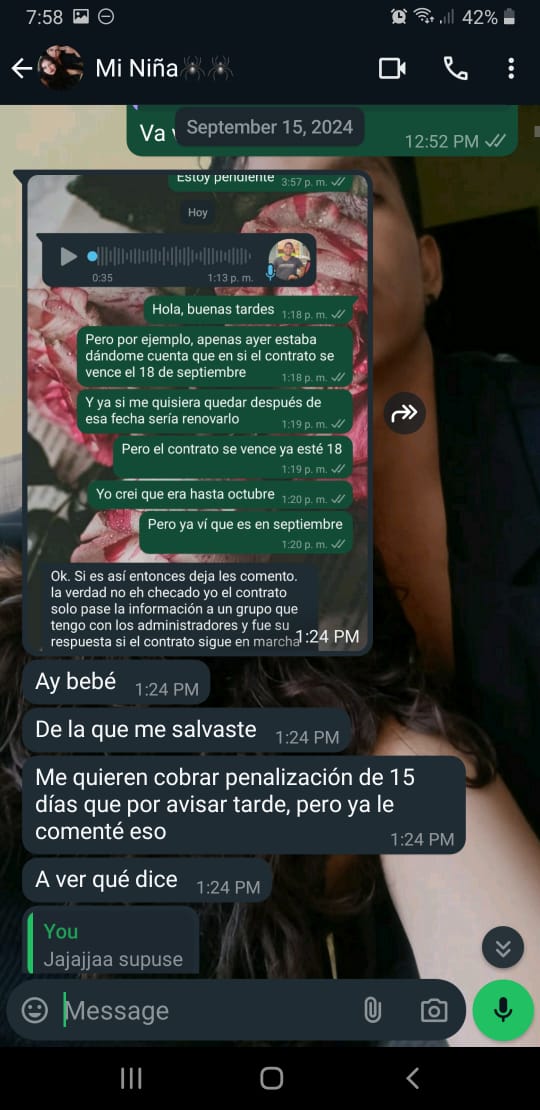 7:58
42%
Mi Niña
Va
September 15, 2024
12:52 PM
Estoy pendiente 3:57 p. m.
Hoy
0:35
1:13 p. m.
Hola, buenas tardes 1:18 p. m.
Pero por ejemplo, apenas ayer estaba
dándome cuenta que en si el contrato se
vence el 18 de septiembre
1:18 p. m.
Y ya si me quisiera quedar después de
esa fecha sería renovarlo
1:19 p. m.
Pero el contrato se vence ya esté 18
1:19 p. m.
Yo crei que era hasta octubre 1:20 p. m.
Pero ya ví que es en septiembre
1:20 p. m.
Ok. Si es así entonces deja les comento.
la verdad no eh checado yo el contrato
solo pase la información a un grupo que
tengo con los administradores y fue su
respuesta si el contrato sigue en marcha
1:24 PM
Ay bebé 1:24 PM
De la que me salvaste 1:24 PM
Me quieren cobrar penalización de 15
días que por avisar tarde, pero ya le
comenté eso
1:24 PM
A ver qué dice 1:24 PM
You
Jajajjaa supuse
Message